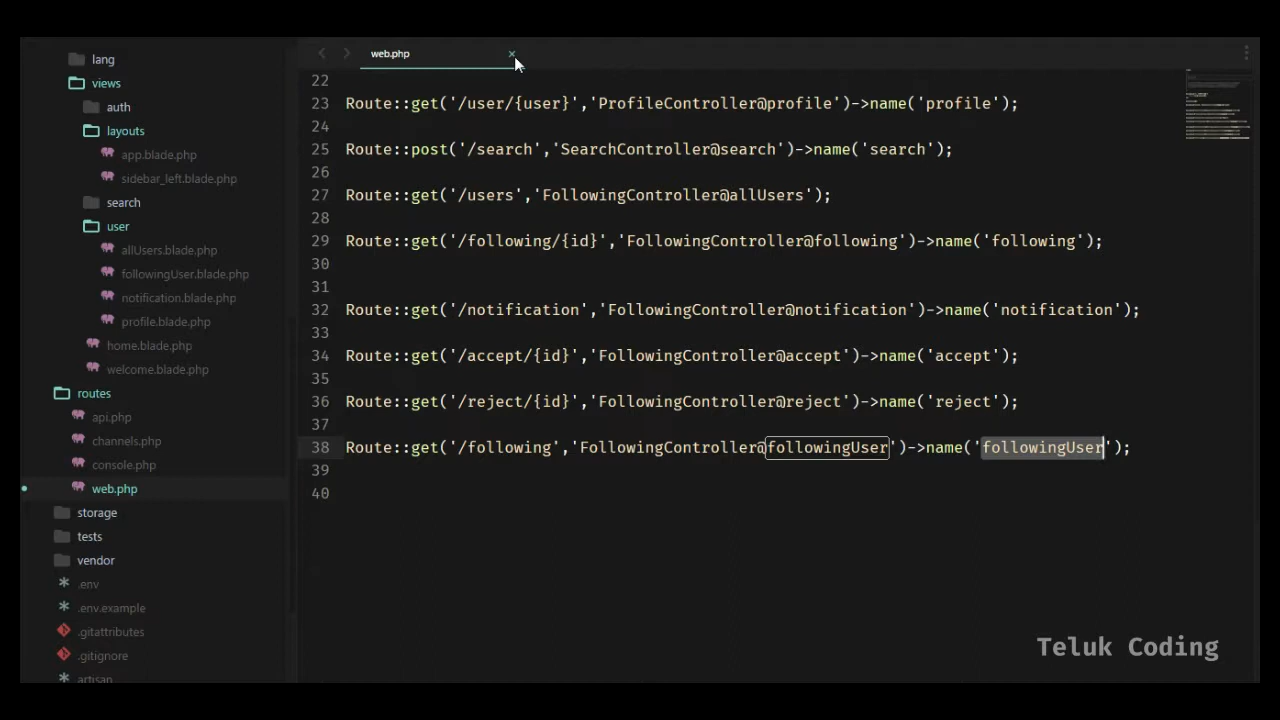 lang
views
auth
layouts
app.blade.php
sidebar_left.blade.php
search
user
allUsers.blade.php
followingUser.blade.php
notification.blade.php
profile.blade.php
home.blade.php
welcome.blade.php
routes
api.php
channels.php
console.php
web.php
storage
tests
vendor
.env
.env.example
.gitattributes
.gitignore
artisan
web.php
22
23 Route::get('/user/{user}','ProfileController@profile')->name('profile');
24
25 Route::post('/search','SearchController@search')->name('search');
26
27 Route::get('/users','FollowingController@allUsers');
28
29 Route::get('/following/{id}','FollowingController@following')->name('following');
30
31
32 Route::get('/notification','FollowingController@notification')->name('notification');
33
34 Route::get('/accept/{id}','FollowingController@accept')->name('accept');
35
36 Route::get('/reject/{id}','FollowingController@reject')->name('reject');
37
38 Route::get('/following','FollowingController@followingUser')->name('followingUser');
39
40
Teluk Coding